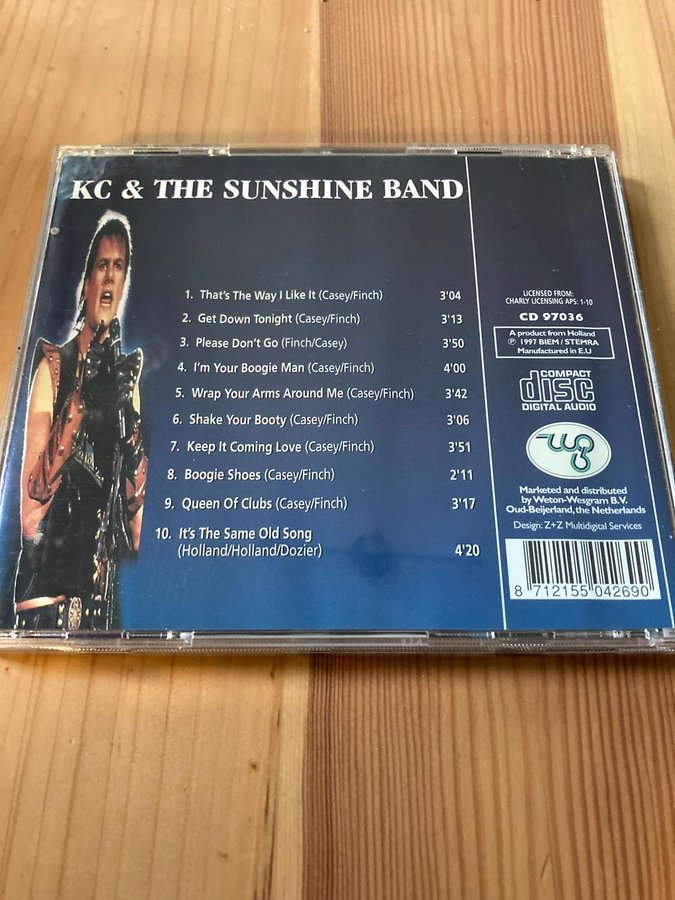 KC & THE SUNSHINE BAND
1. That's The Way I Like It (Casey/Finch) 3'04
2. Get Down Tonight (Casey/Finch) 3'13
3. Please Don't Go (Finch/Casey) 3'50
4. I'm Your Boogie Man (Casey/Finch) 4'00
5. Wrap Your Arms Around Me (Casey/Finch) 3'42
6. Shake Your Booty (Casey/Finch) 3'06
7. Keep It Coming Love (Casey/Finch) 3'51
8. Boogie Shoes (Casey/Finch) 2'11
9. Queen Of Clubs (Casey/Finch) 3'17
10. It's The Same Old Song
(Holland/Holland/Dozier) 4'20
LICENSED FROM:
CHARLY LICENSING APS: 1-10
CD 97036
A product from Holland
℗ 1997 BIEM / STEMRA
Manufactured in E.U
COMPACT
disc
DIGITAL AUDIO
wg
Marketed and distributed
by Weton-Wesgram B.V.
Oud-Beijerland, the Netherlands
Design: Z+Z Multidigital Services
8 712155 042690